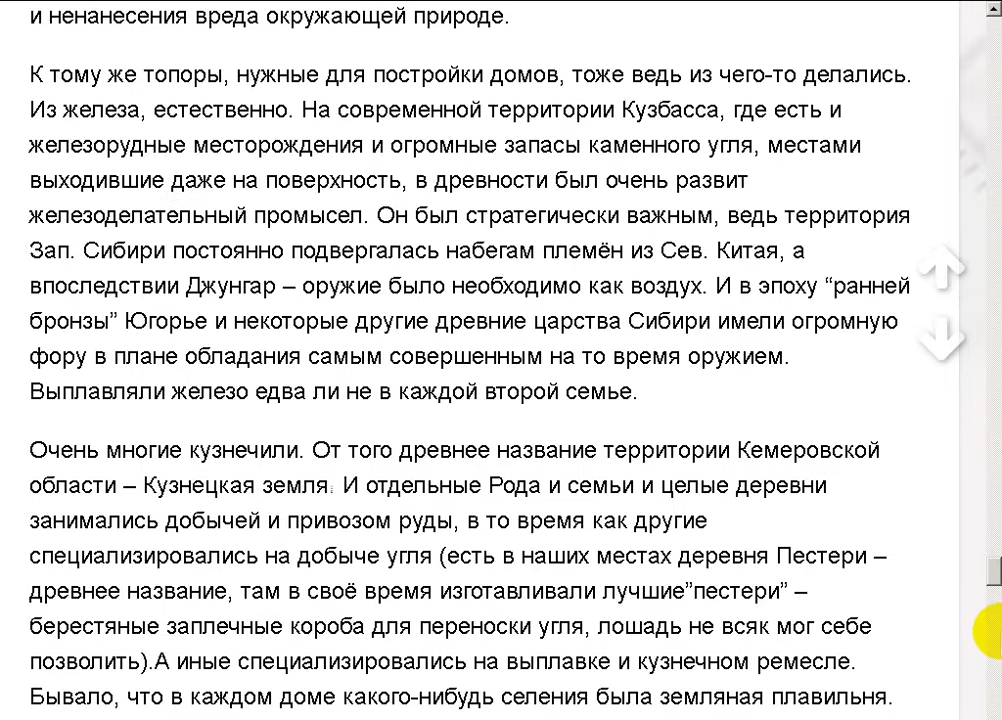 и ненанесения вреда окружающей природе.
К тому же топоры, нужные для постройки домов, тоже ведь из чего-то делались.
Из железа, естественно. На современной территории Кузбасса, где есть и
железорудные месторождения и огромные запасы каменного угля, местами
выходившие даже на поверхность, в древности был очень развит
железоделательный промысел. Он был стратегически важным, ведь территория
Зап. Сибири постоянно подвергалась набегам племён из Сев. Китая, а
впоследствии Джунгар – оружие было необходимо как воздух. И в эпоху “ранней
бронзы” Югорье и некоторые другие древние царства Сибири имели огромную
фору в плане обладания самым совершенным на то время оружием.
Выплавляли железо едва ли не в каждой второй семье.
Очень многие кузнечили. От того древнее название территории Кемеровской
области – Кузнецкая земля. И отдельные Рода и семьи и целые деревни
занимались добычей и привозом руды, в то время как другие
специализировались на добыче угля (есть в наших местах деревня Пестери –
древнее название, там в своё время изготавливали лучшие”пестери” –
берестяные заплечные короба для переноски угля, лошадь не всяк мог себе
позволить).А иные специализировались на выплавке и кузнечном ремесле.
Бывало, что в каждом доме какого-нибудь селения была земляная плавильня.